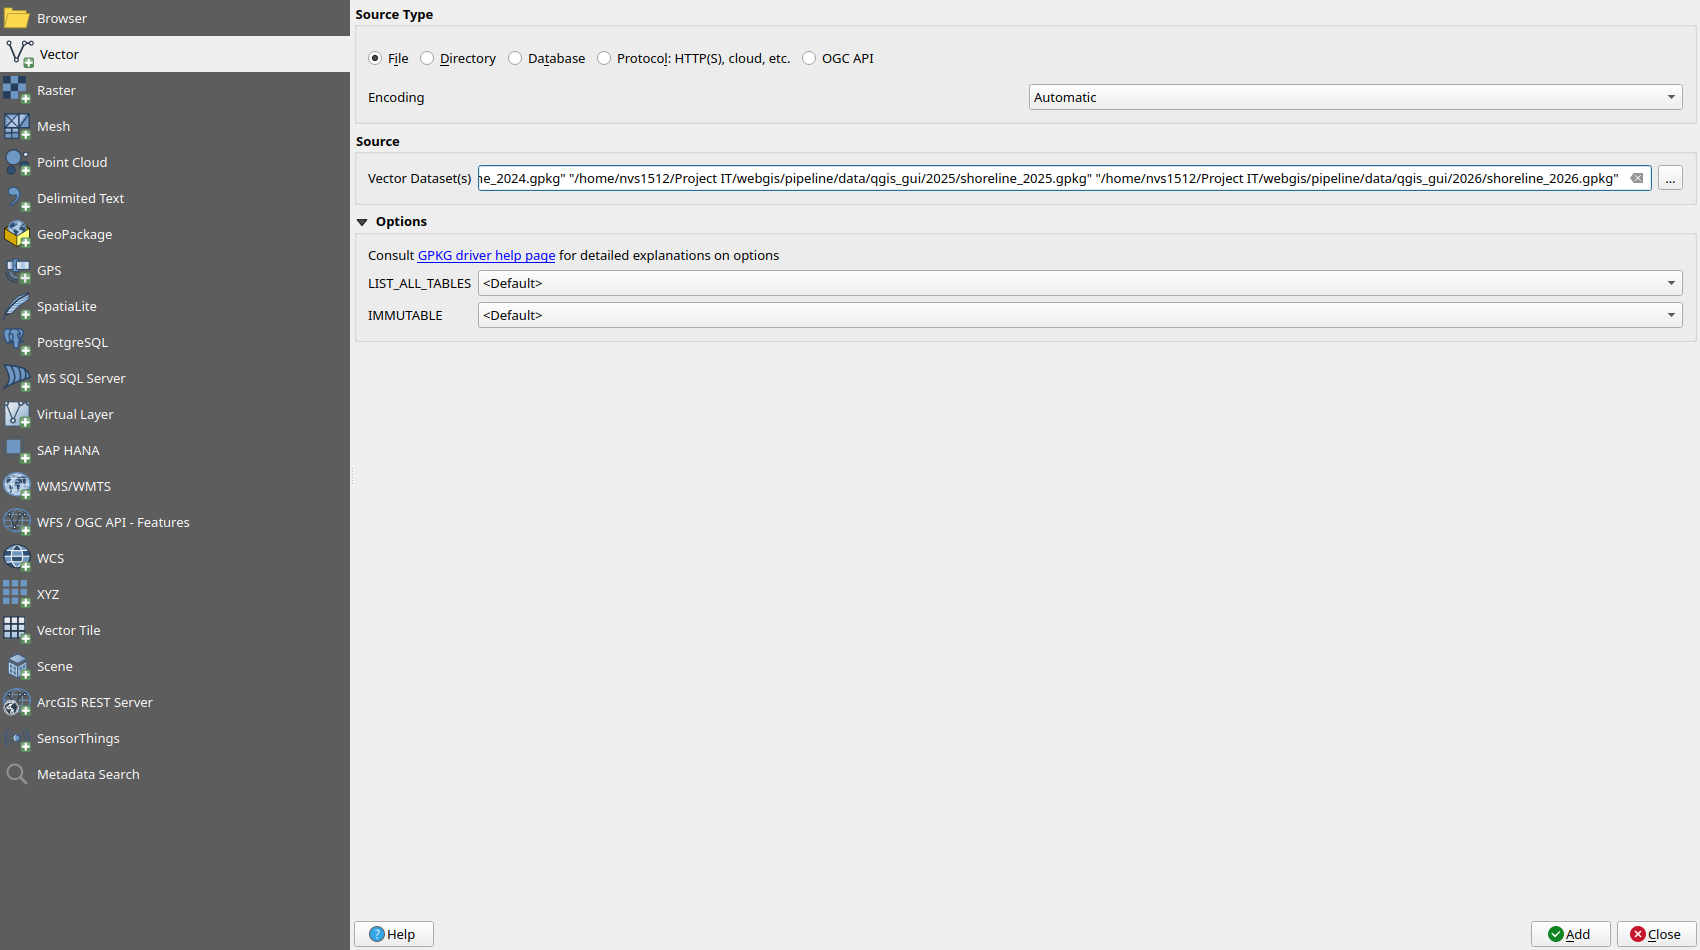 Browser
Vector
Raster
Mesh
Point Cloud
Delimited Text
GeoPackage
GPS
SpatiaLite
PostgreSQL
MS SQL Server
Virtual Layer
SAP HANA
WMS/WMTS
WFS / OGC API - Features
WCS
XYZ
Vector Tile
Scene
ArcGIS REST Server
SensorThings
Metadata Search
Source Type
File Directory Database Protocol: HTTP(S), cloud, etc. OGC API
Encoding Automatic
Source
Vector Dataset(s) ne_2024.gpkg" "/home/nvs1512/Project IT/webgis/pipeline/data/qgis_gui/2025/shoreline_2025.gpkg" "/home/nvs1512/Project IT/webgis/pipeline/data/qgis_gui/2026/shoreline_2026.gpkg" ...
Options
Consult GPKG driver help page for detailed explanations on options
LIST_ALL_TABLES <Default>
IMMUTABLE <Default>
Help Add Close